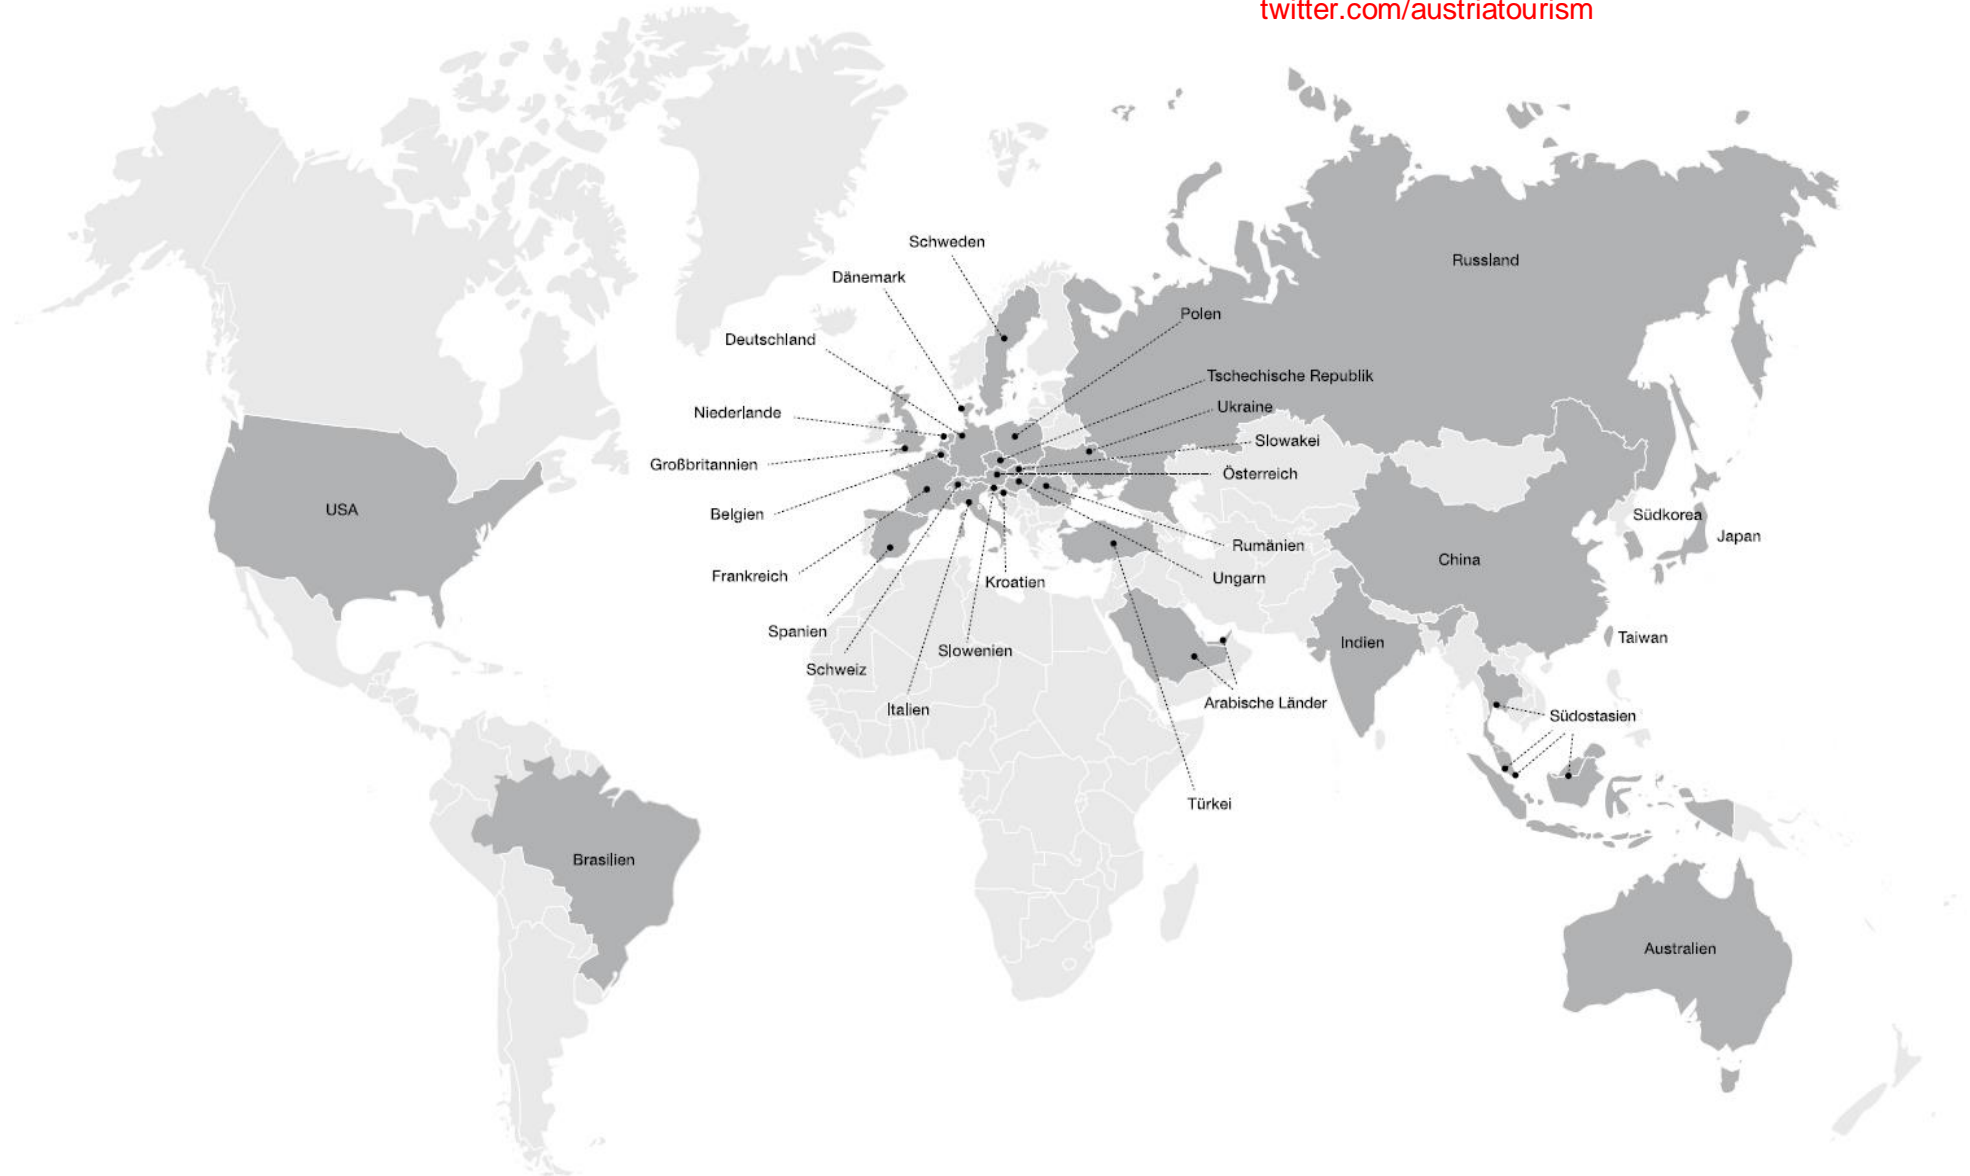 twitter.com/austriatourism
Schweden
Russland
Dänemark
Polen
Deutschland
Tschechische Republik
Ukraine
Niederlande
Slowakei
Großbritannien
Österreich
USA
Belgien
Südkorea
Japan
Rumänien
China
Frankreich
Kroatien
Ungarn
Spanien
Taiwan
Indien
Slowenien
Schweiz
Arabische Länder
Italien
Südostasien
Türkei
Brasilien
Australien